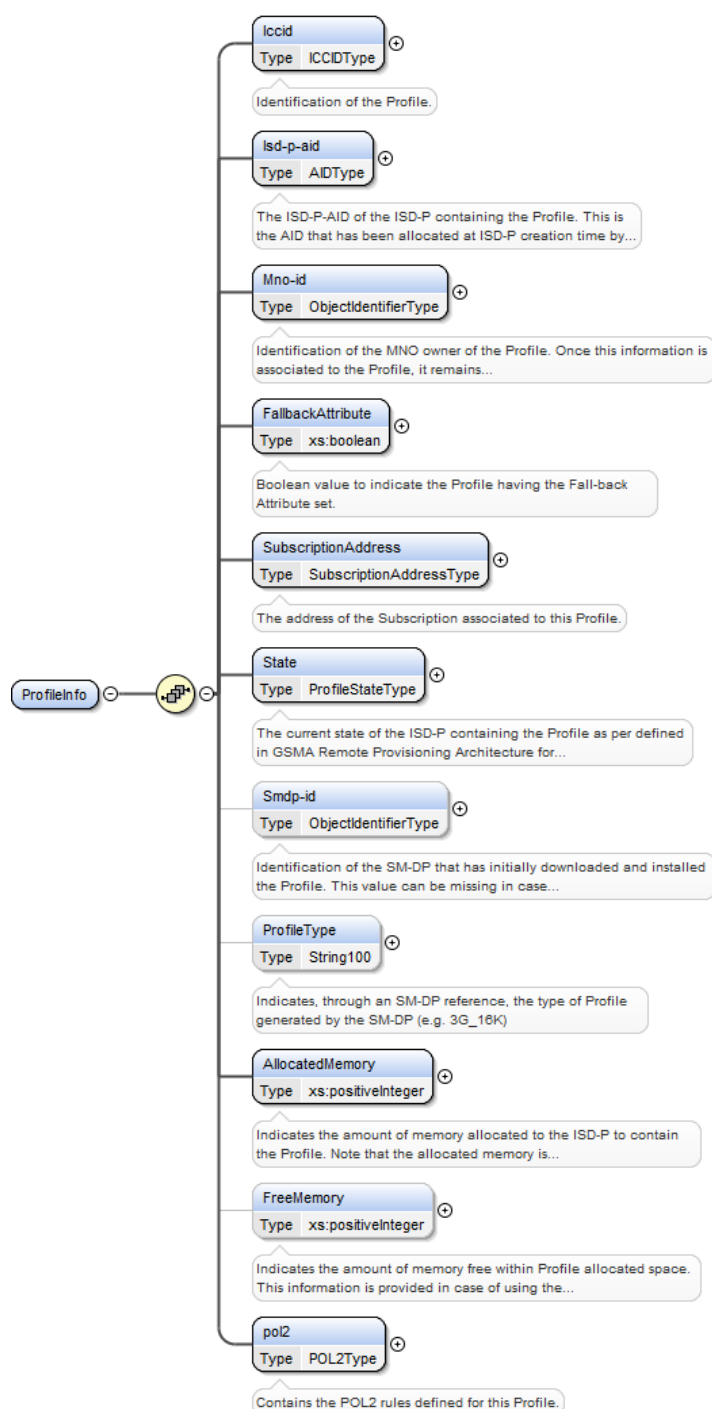 Iccid
Type ICCIDType
Identification of the Profile.
Isd-p-aid
Type AIDType
The ISD-P-AID of the ISD-P containing the Profile. This is
the AID that has been allocated at ISD-P creation time by...
Mno-id
Type ObjectIdentifierType
Identification of the MNO owner of the Profile. Once this information is
associated to the Profile, it remains...
FallbackAttribute
Type xs:boolean
Boolean value to indicate the Profile having the Fall-back
Attribute set.
SubscriptionAddress
Type SubscriptionAddressType
The address of the Subscription associated to this Profile.
ProfileInfo
State
Type ProfileStateType
The current state of the ISD-P containing the Profile as per defined
in GSMA Remote Provisioning Architecture for...
Smdp-id
Type ObjectIdentifierType
Identification of the SM-DP that has initially downloaded and installed
the Profile. This value can be missing in case...
ProfileType
Type String100
Indicates, through an SM-DP reference, the type of Profile
generated by the SM-DP (e.g. 3G_16K)
AllocatedMemory
Type xs:positiveInteger
Indicates the amount of memory allocated to the ISD-P to contain
the Profile. Note that the allocated memory is...
FreeMemory
Type xs:positiveInteger
Indicates the amount of memory free within Profile allocated space.
This information is provided in case of using the...
pol2
Type POL2Type
Contains the POL2 rules defined for this Profile.